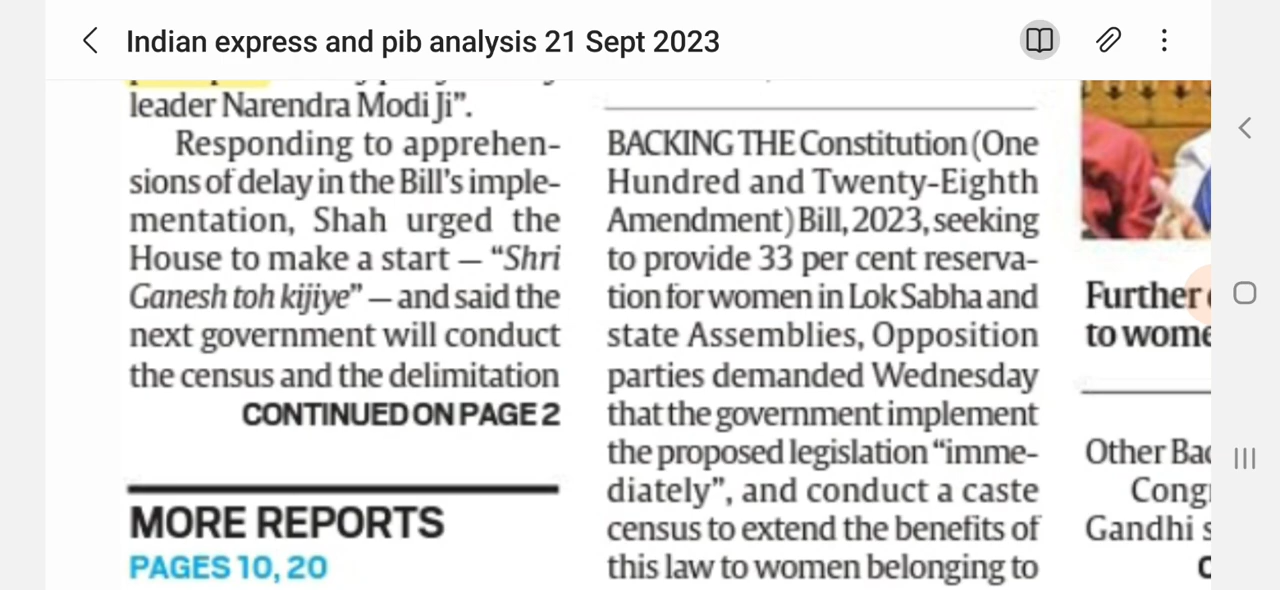 Indian express and pib analysis 21 Sept 2023
leader Narendra Modi Ji”.
Responding to apprehen-
sions of delay in the Bill’s imple-
mentation, Shah urged the
House to make a start — “Shri
Ganesh toh kijiye” — and said the
next government will conduct
the census and the delimitation
CONTINUED ON PAGE 2
MORE REPORTS
PAGES 10, 20
BACKING THE Constitution (One
Hundred and Twenty-Eighth
Amendment) Bill, 2023, seeking
to provide 33 per cent reserva-
tion for women in Lok Sabha and
state Assemblies, Opposition
parties demanded Wednesday
that the government implement
the proposed legislation “imme-
diately”, and conduct a caste
census to extend the benefits of
this law to women belonging to
Further
to wome
Other Bac
Cong
Gandhi s